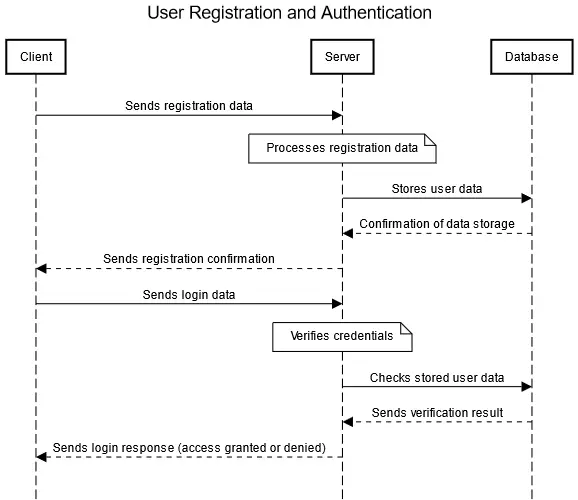 User Registration and Authentication
Client
Server
Database
Sends registration data
Processes registration data
Stores user data
Confirmation of data storage
Sends registration confirmation
Sends login data
Verifies credentials
Checks stored user data
Sends verification result
Sends login response (access granted or denied)